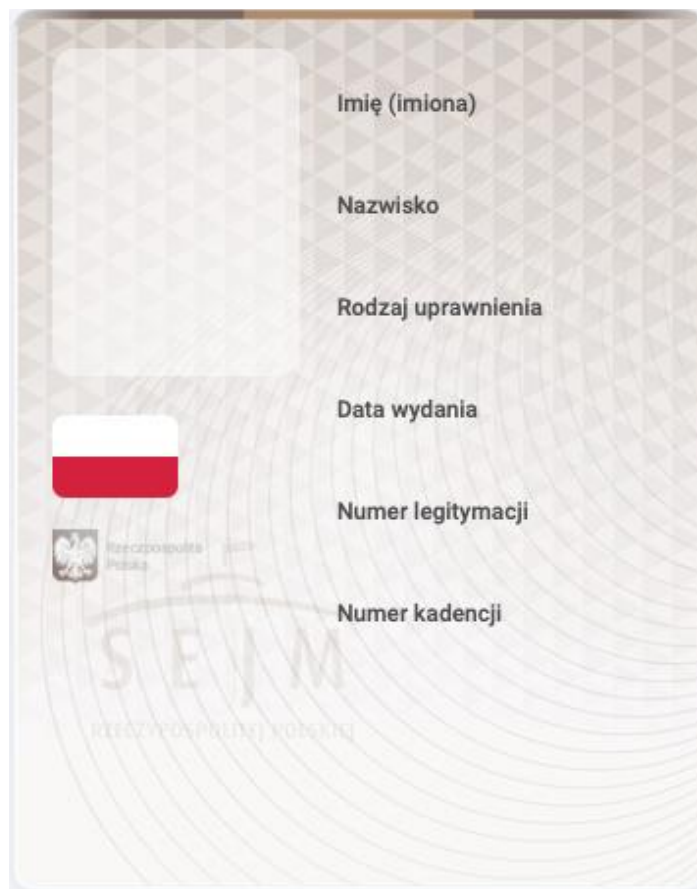 Imię (imiona)
Nazwisko
Rodzaj uprawnienia
Data wydania
Numer legitymacji
Rzeczpospolita
Polska
Numer kadencji
SEJM
RZECZYPOSPOLITEJ POLSKIEJ